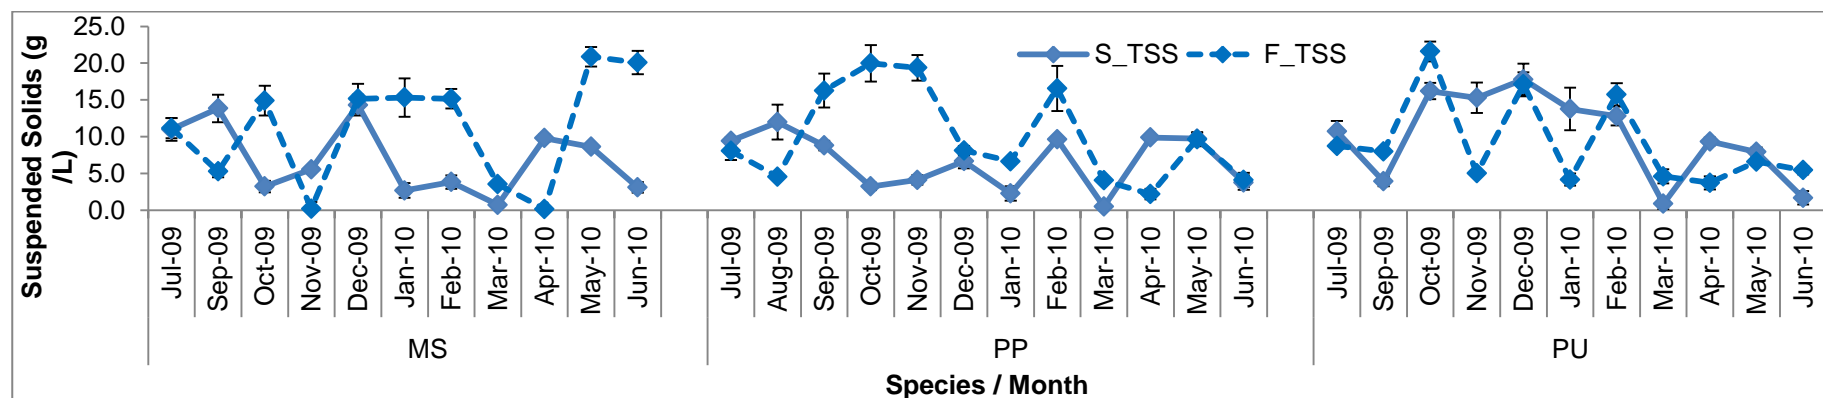 Suspended Solids (g
/L)
25.0
20.0
15.0
10.0
5.0
0.0
S_TSS
F_TSS
Jul-09
Sep-09
Oct-09
Nov-09
Dec-09
Jan-10
Feb-10
Mar-10
Apr-10
May-10
Jun-10
Jul-09
Aug-09
Sep-09
Oct-09
Nov-09
Dec-09
Jan-10
Feb-10
Mar-10
Apr-10
May-10
Jun-10
Jul-09
Sep-09
Oct-09
Nov-09
Dec-09
Jan-10
Feb-10
Mar-10
Apr-10
May-10
Jun-10
MS
PP
PU
Species / Month